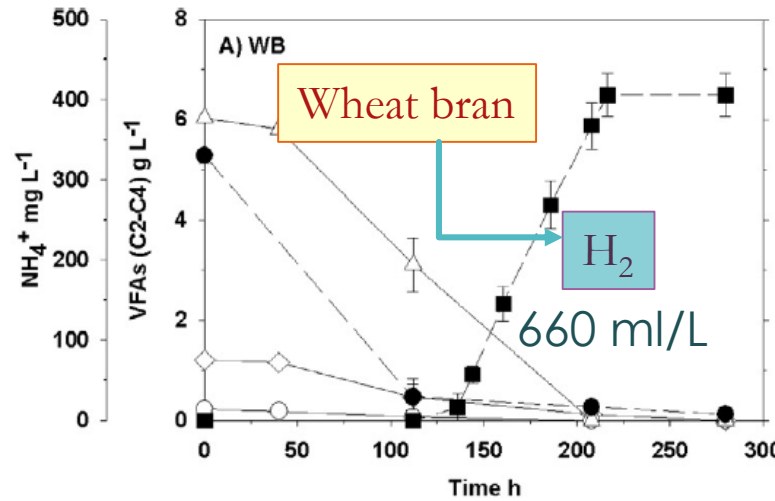 500
400
300
200
100
0
NH₄⁺ mg L⁻¹
8
6
4
2
0
VFAs (C2-C4) g L⁻¹
A) WB
Wheat bran
H₂
660 ml/L
0 50 100 150 200 250 300
Time h